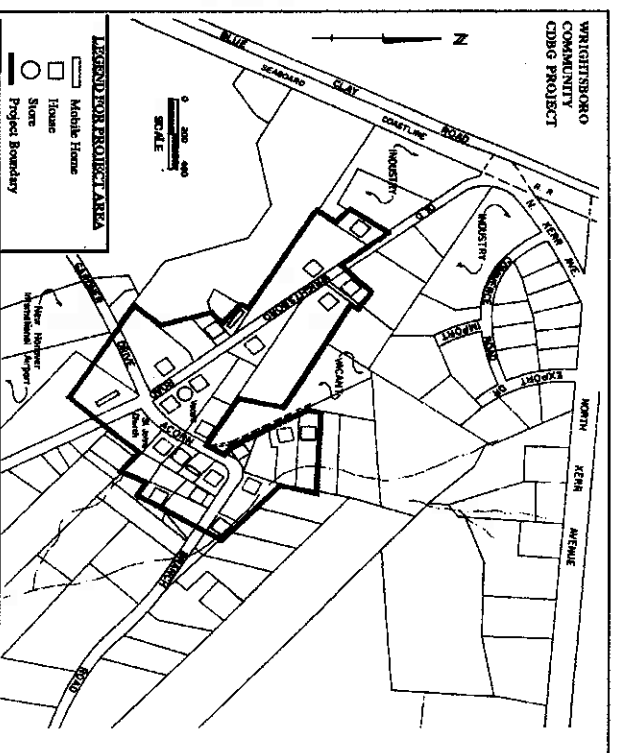 WRIGHTSBORO
COMMUNITY
CDBG PROJECT
N
BLUE CLAY ROAD
SEABOARD COASTLINE R.R.
N KERR AVE
INDUSTRY
INDUSTRY
COMMERCE
IMPORT
EXPORT DR
NORTH KERR AVENUE
OLD WRIGHTSBORO ROAD
VACANT
0 200 400
SCALE
GARDNER DRIVE
ACORN BRANCH ROAD
Church
New Hanover
International Airport
LEGEND FOR PROJECT AREA
Mobile Home
House
Store
Project Boundary